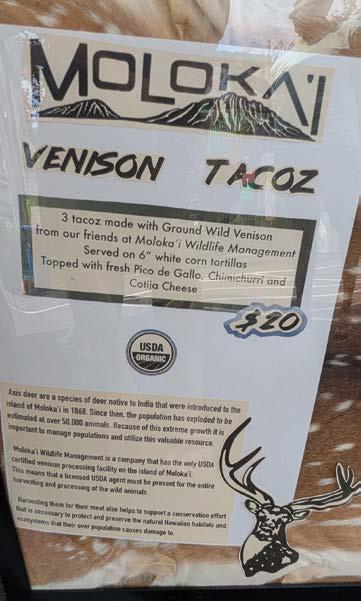 MOLOKA'I
VENISON TACOZ
3 tacoz made with Ground Wild Venison
from our friends at Moloka'i Wildlife Management
Served on 6" white corn tortillas
Topped with fresh Pico de Gallo, Chimichurri and
Cotija Cheese
$20
USDA
ORGANIC
Axis deer are a species of deer native to India that were introduced to the
island of Moloka'i in 1868. Since then, the population has exploded to be
estimated at over 50,000 animals. Because of this extreme growth it is
important to manage populations and utilize this valuable resource.
Moloka'i Wildlife Management is a company that has the only USDA
certified venison processing facility on the island of Moloka'i.
This means that a licensed USDA agent must be present for the entire
harvesting and processing of the wild animals.
Harvesting them for their meat also helps to support a conservation effort
that is necessary to protect and preserve the natural Hawaiian habitats and
ecosystems that their over population causes damage to.